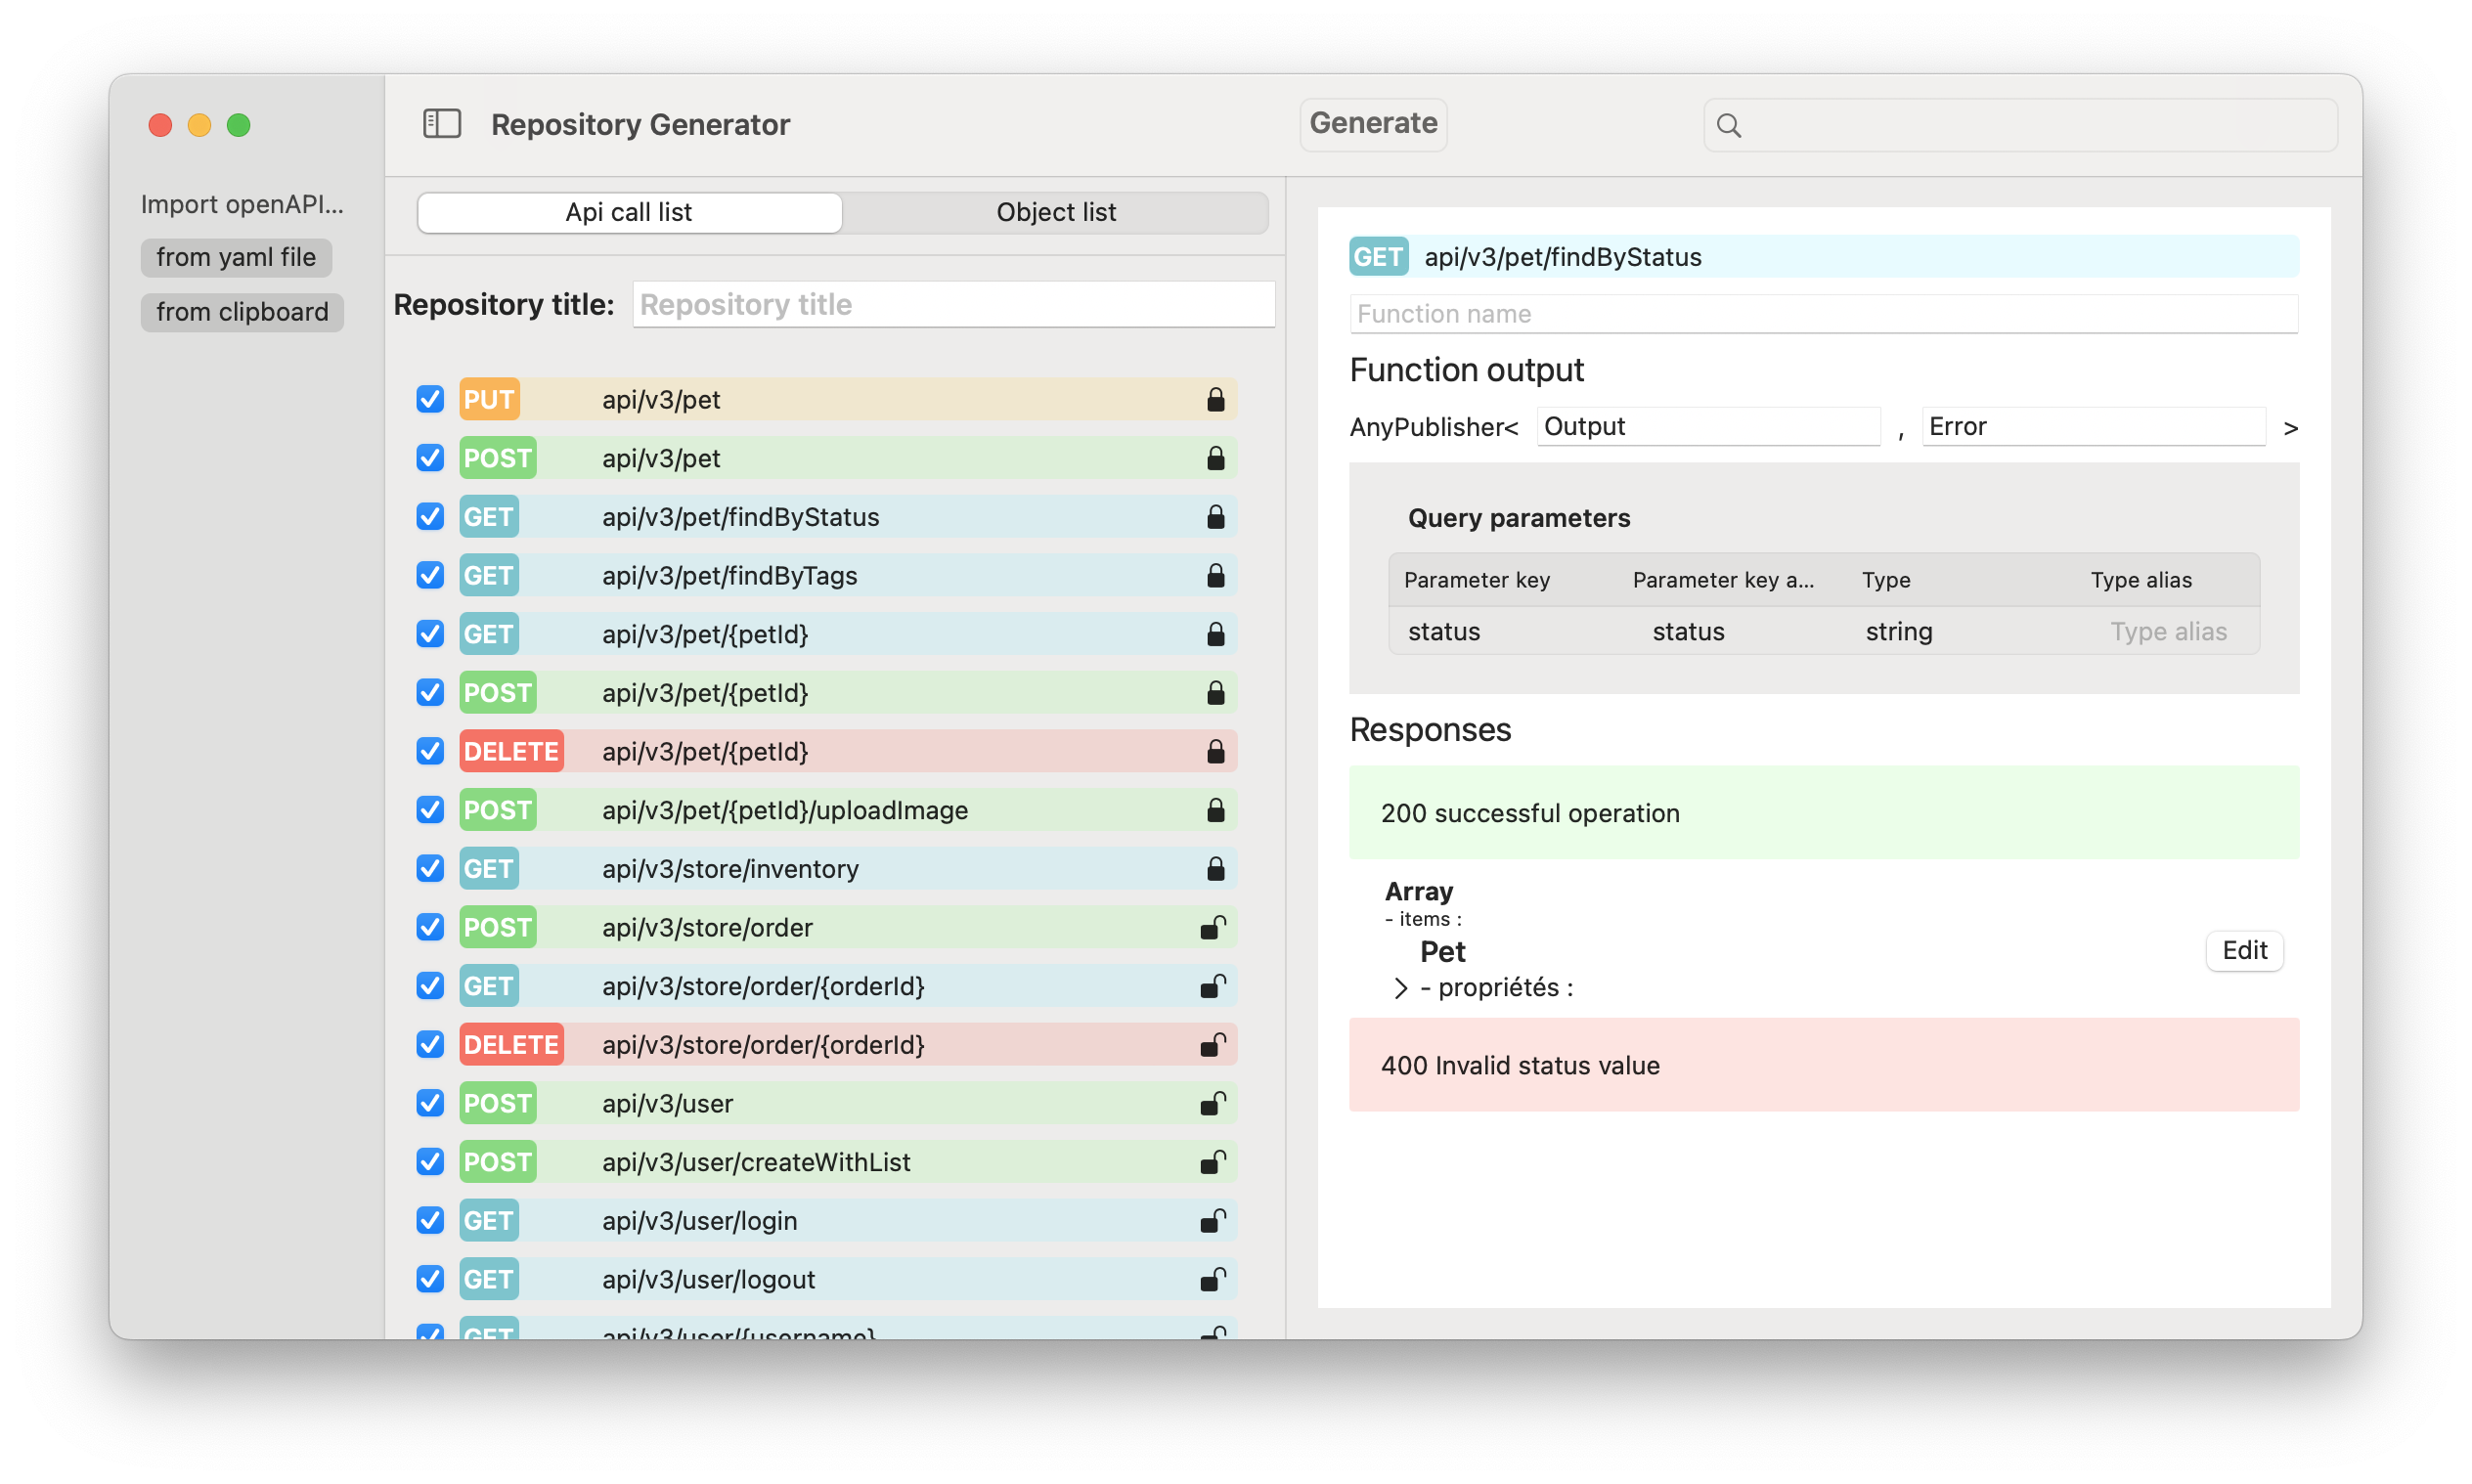 Repository Generator
Generate
Import openAPI...
from yaml file
from clipboard
Api call list
Object list
Repository title:
Repository title
PUT api/v3/pet
POST api/v3/pet
GET api/v3/pet/findByStatus
GET api/v3/pet/findByTags
GET api/v3/pet/{petId}
POST api/v3/pet/{petId}
DELETE api/v3/pet/{petId}
POST api/v3/pet/{petId}/uploadImage
GET api/v3/store/inventory
POST api/v3/store/order
GET api/v3/store/order/{orderId}
DELETE api/v3/store/order/{orderId}
POST api/v3/user
POST api/v3/user/createWithList
GET api/v3/user/login
GET api/v3/user/logout
GET api/v3/user/{username}
GET api/v3/pet/findByStatus
Function name
Function output
AnyPublisher< Output , Error >
Query parameters
Parameter key Parameter key a... Type Type alias
status status string Type alias
Responses
200 successful operation
Array
- items :
Pet
Edit
- propriétés :
400 Invalid status value